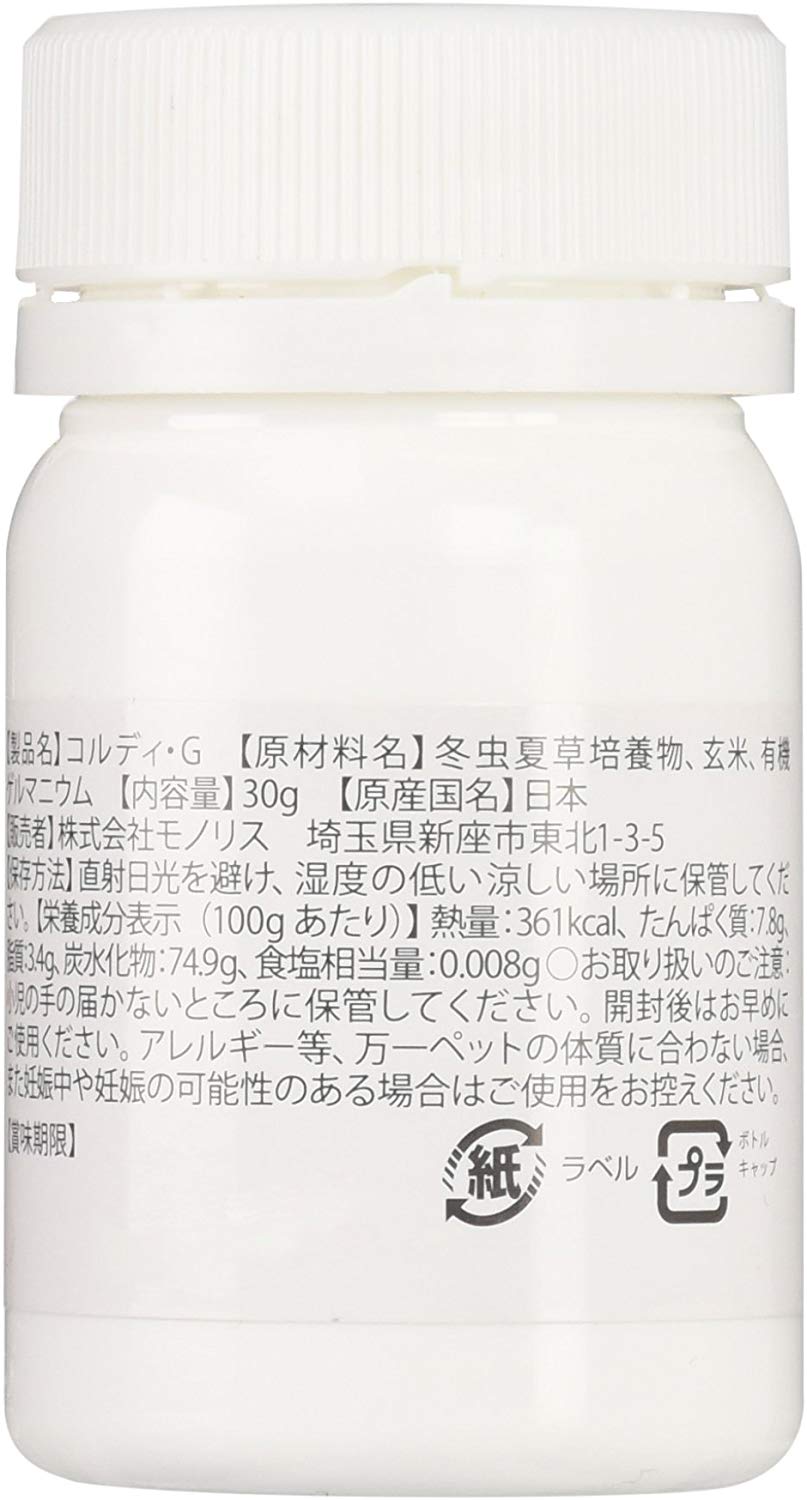 【製品名】コルディ・G 【原材料名】冬虫夏草培養物、玄米、有機
ゲルマニウム 【内容量】30g 【原産国名】日本
【販売者】株式会社モノリス 埼玉県新座市東北1-3-5
【保存方法】直射日光を避け、湿度の低い涼しい場所に保管してくだ
さい。【栄養成分表示（100gあたり）】熱量：361kcal、たんぱく質：7.8g、
脂質：3.4g、炭水化物：74.9g、食塩相当量：0.008g ○お取り扱いのご注意：
小児の手の届かないところに保管してください。開封後はお早めに
ご使用ください。アレルギー等、万一ペットの体質に合わない場合、
また妊娠中や妊娠の可能性のある場合はご使用をお控えください。
【賞味期限】
紙 ラベル プラ ボトル
キャップ